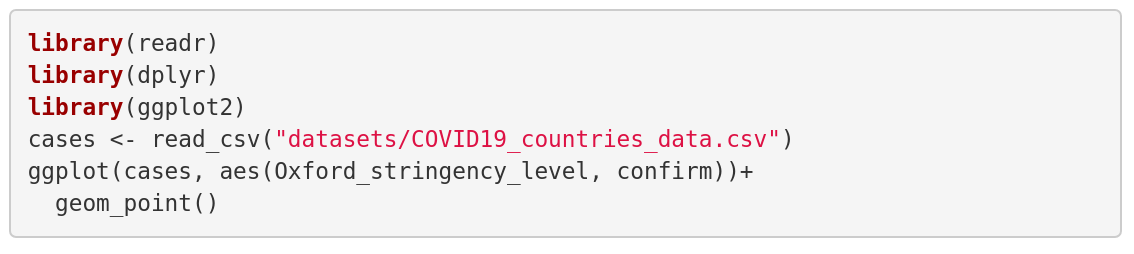 library(readr)
library(dplyr)
library(ggplot2)
cases <- read_csv("datasets/COVID19_countries_data.csv")
ggplot(cases, aes(Oxford_stringency_level, confirm))+
  geom_point()